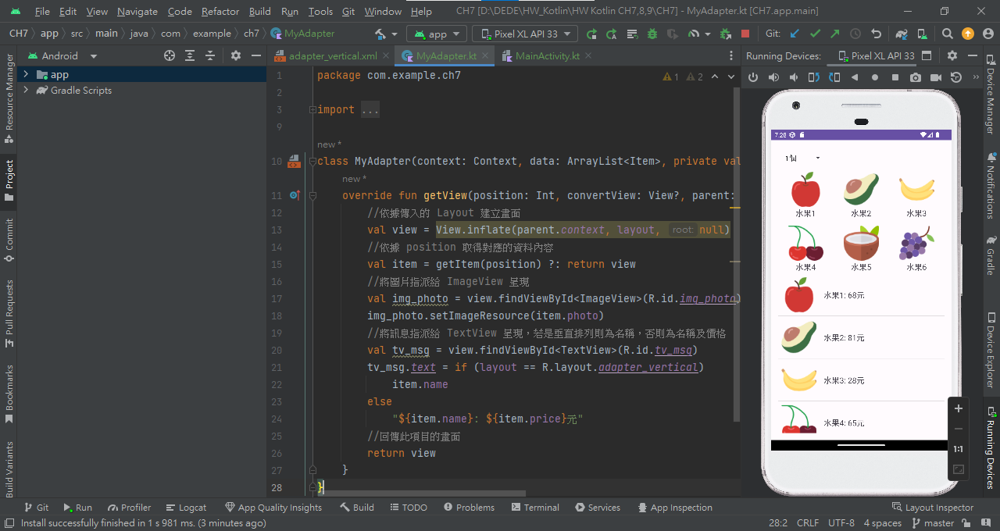 File Edit View Navigate Code Refactor Build Run Tools Git Window Help CH7 [D:\DEDE\HW_Kotlin\HW Kotlin CH7,8,9\CH7] - MyAdapter.kt [CH7.app.main]
CH7 app src main java com example ch7 MyAdapter app Pixel XL API 33 Git:
Android adapter_vertical.xml MyAdapter.kt MainActivity.kt Running Devices: Pixel XL API 33
app
Gradle Scripts
Resource Manager
Project
Commit
Pull Requests
Bookmarks
Build Variants
1 package com.example.ch7
1 2
2
3 import ...
9
new *
10 class MyAdapter(context: Context, data: ArrayList<Item>, private val
new *
11 override fun getView(position: Int, convertView: View?, parent:
12 //依據傳入的 Layout 建立畫面
13 val view = View.inflate(parent.context, layout, root: null)
14 //依據 position 取得對應的資料內容
15 val item = getItem(position) ?: return view
16 //將圖片指派給 ImageView 呈現
17 val img_photo = view.findViewById<ImageView>(R.id.img_photo)
18 img_photo.setImageResource(item.photo)
19 //將訊息指派給 TextView 呈現，若是垂直排列則為名稱，否則為名稱及價格
20 val tv_msg = view.findViewById<TextView>(R.id.tv_msg)
21 tv_msg.text = if (layout == R.layout.adapter_vertical)
22 item.name
23 else
24 "${item.name}: ${item.price}元"
25 //回傳此項目的畫面
26 return view
27 }
28 }
7:28
1個
水果1 水果2 水果3
水果4 水果5 水果6
水果1: 68元
水果2: 81元
水果3: 28元
水果4: 65元
1:1
Device Manager
Notifications
Gradle
Device Explorer
Running Devices
Git Run Profiler Logcat App Quality Insights Build TODO Problems Terminal Services App Inspection Layout Inspector
Install successfully finished in 1 s 981 ms. (3 minutes ago) 28:2 CRLF UTF-8 4 spaces master